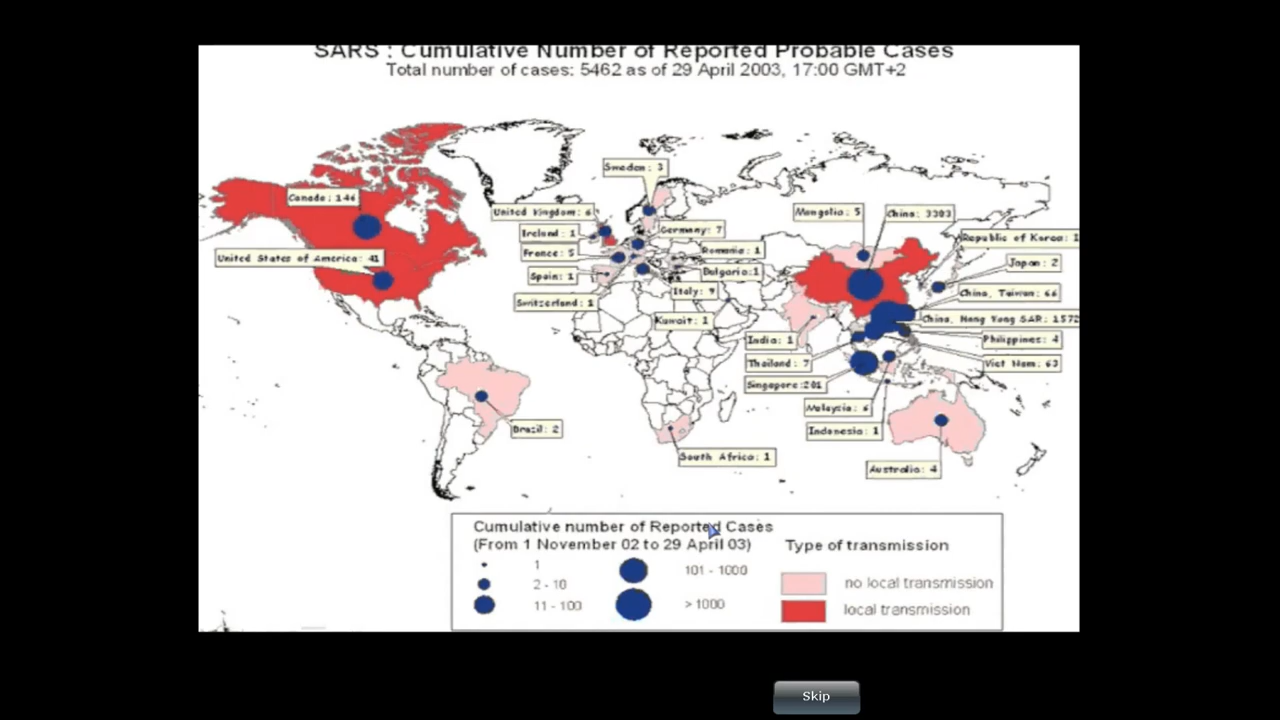 SARS : Cumulative Number of Reported Probable Cases
Total number of cases: 5462 as of 29 April 2003, 17:00 GMT+2
Sweden: 3
Canada: 146
United Kingdom: 6
Mongolia: 5
China: 3303
Ireland: 1
Germany: 7
Republic of Korea: 1
France: 5
Romania: 1
United States of America: 41
Japan: 2
Spain: 1
Bulgaria:1
Italy: 9
China, Taiwan: 66
Switzerland: 1
Kuwait: 1
China, Hong Kong SAR: 1572
India: 1
Philippines: 4
Thailand: 7
Viet Nam: 63
Singapore:201
Malaysia: 6
Brazil: 2
Indonesia: 1
South Africa: 1
Australia: 4
Cumulative number of Reported Cases
(From 1 November 02 to 29 April 03)
Type of transmission
1
101 - 1000
2 - 10
no local transmission
11 - 100
> 1000
local transmission
Skip